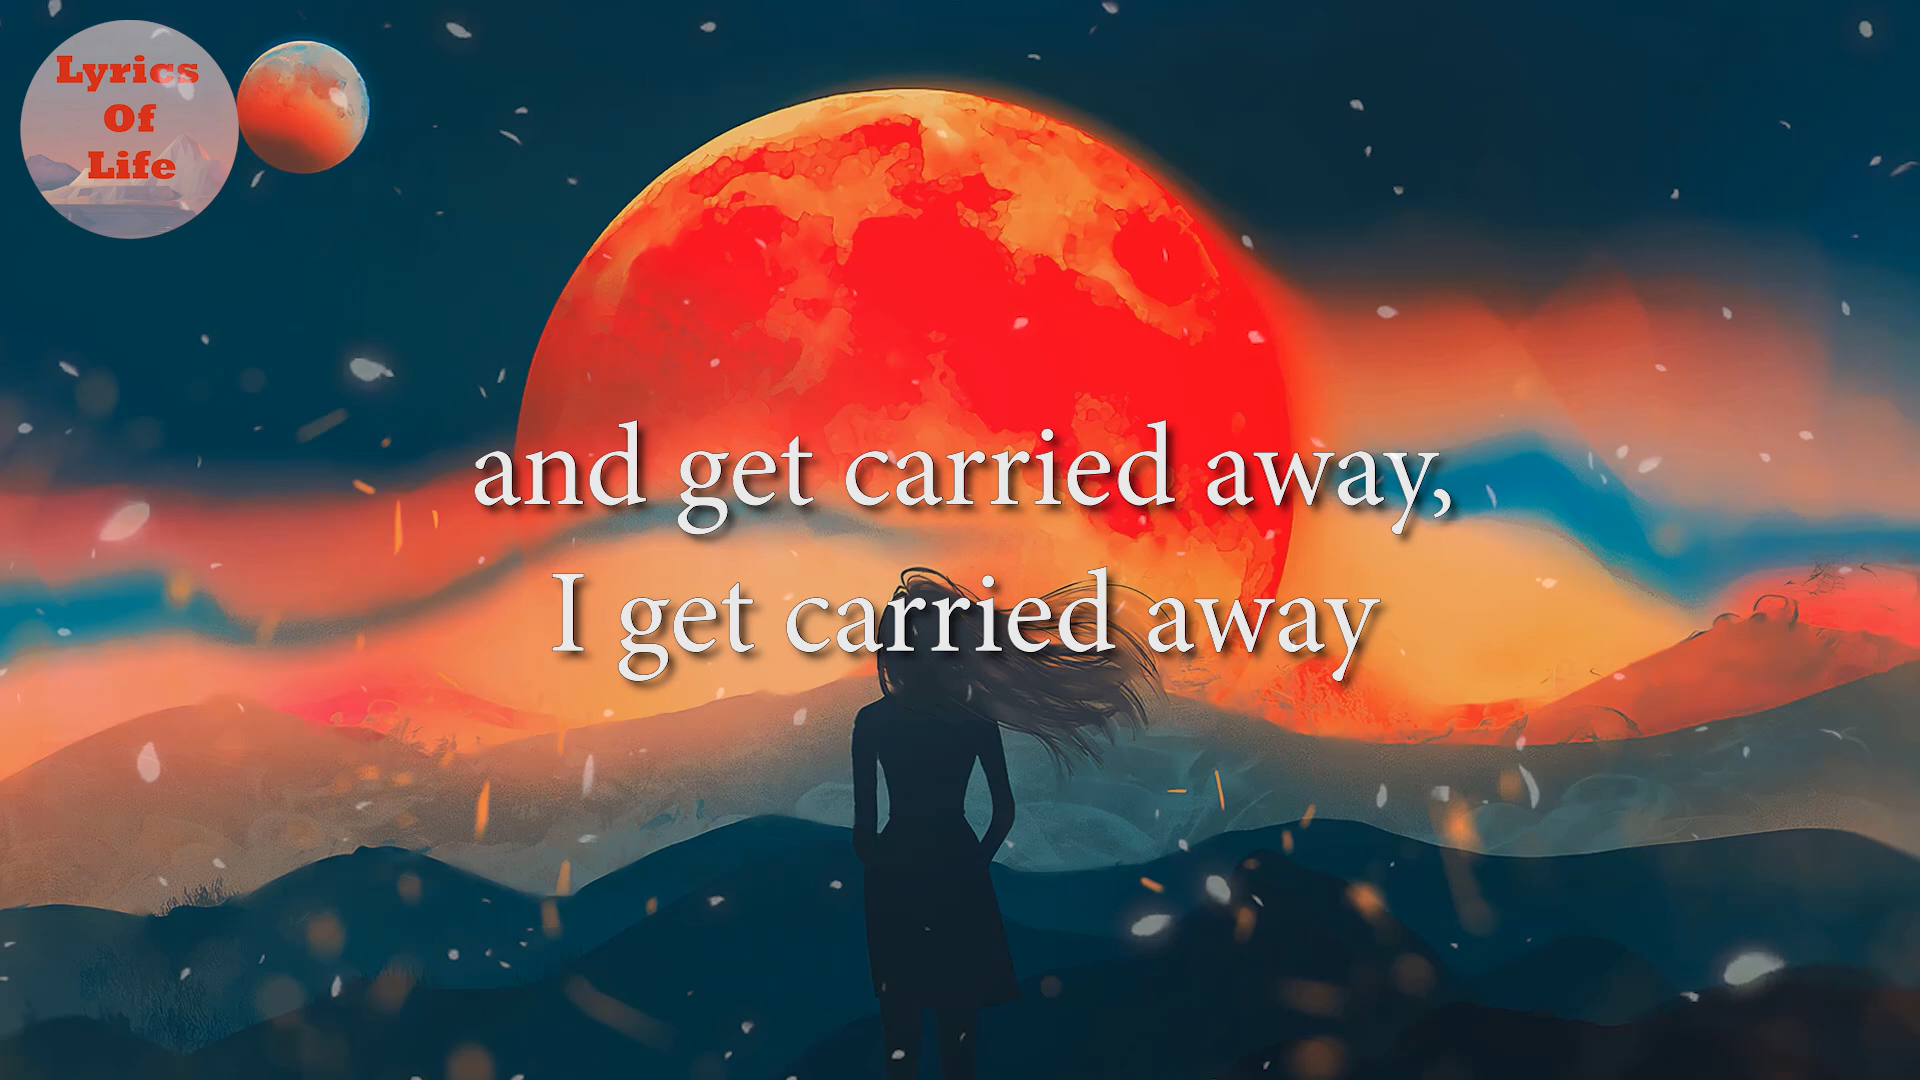 Lyrics
Of
Life
and get carried away,
I get carried away